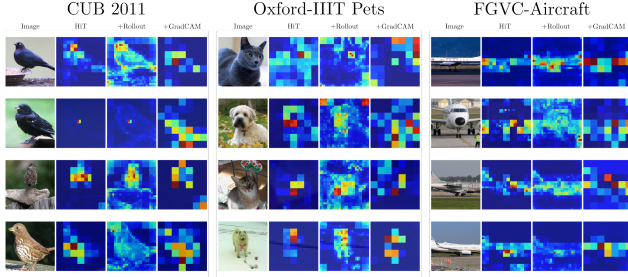 CUB 2011
Oxford-IIIT Pets
FGVC-Aircraft
Image HiT +Rollout +GradCAM
Image HiT +Rollout +GradCAM
Image HiT +Rollout +GradCAM